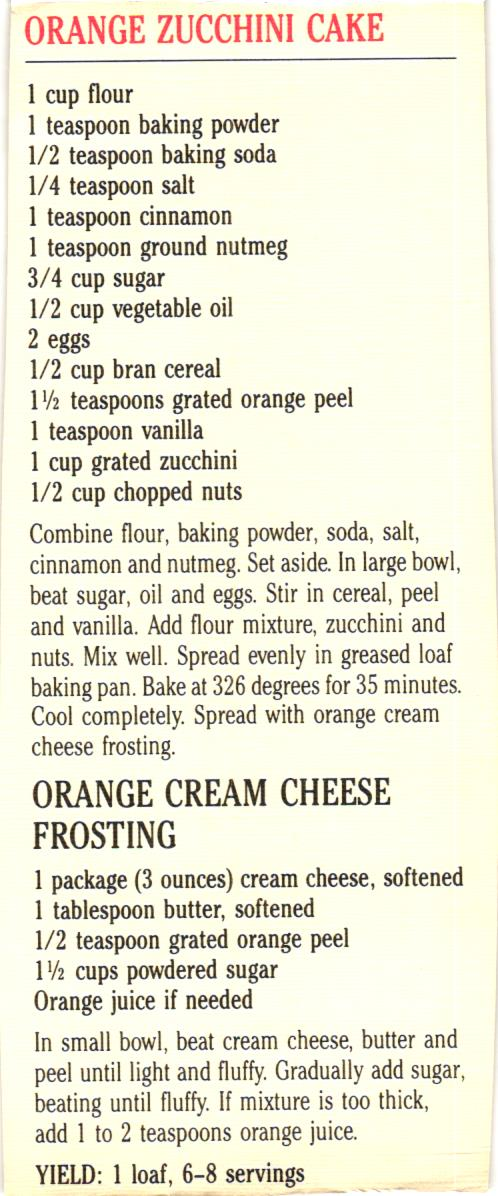 ORANGE ZUCCHINI CAKE
1 cup flour
1 teaspoon baking powder
1/2 teaspoon baking soda
1/4 teaspoon salt
1 teaspoon cinnamon
1 teaspoon ground nutmeg
3/4 cup sugar
1/2 cup vegetable oil
2 eggs
1/2 cup bran cereal
1½ teaspoons grated orange peel
1 teaspoon vanilla
1 cup grated zucchini
1/2 cup chopped nuts
Combine flour, baking powder, soda, salt,
cinnamon and nutmeg. Set aside. In large bowl,
beat sugar, oil and eggs. Stir in cereal, peel
and vanilla. Add flour mixture, zucchini and
nuts. Mix well. Spread evenly in greased loaf
baking pan. Bake at 326 degrees for 35 minutes.
Cool completely. Spread with orange cream
cheese frosting.
ORANGE CREAM CHEESE
FROSTING
1 package (3 ounces) cream cheese, softened
1 tablespoon butter, softened
1/2 teaspoon grated orange peel
1½ cups powdered sugar
Orange juice if needed
In small bowl, beat cream cheese, butter and
peel until light and fluffy. Gradually add sugar,
beating until fluffy. If mixture is too thick,
add 1 to 2 teaspoons orange juice.
YIELD: 1 loaf, 6–8 servings